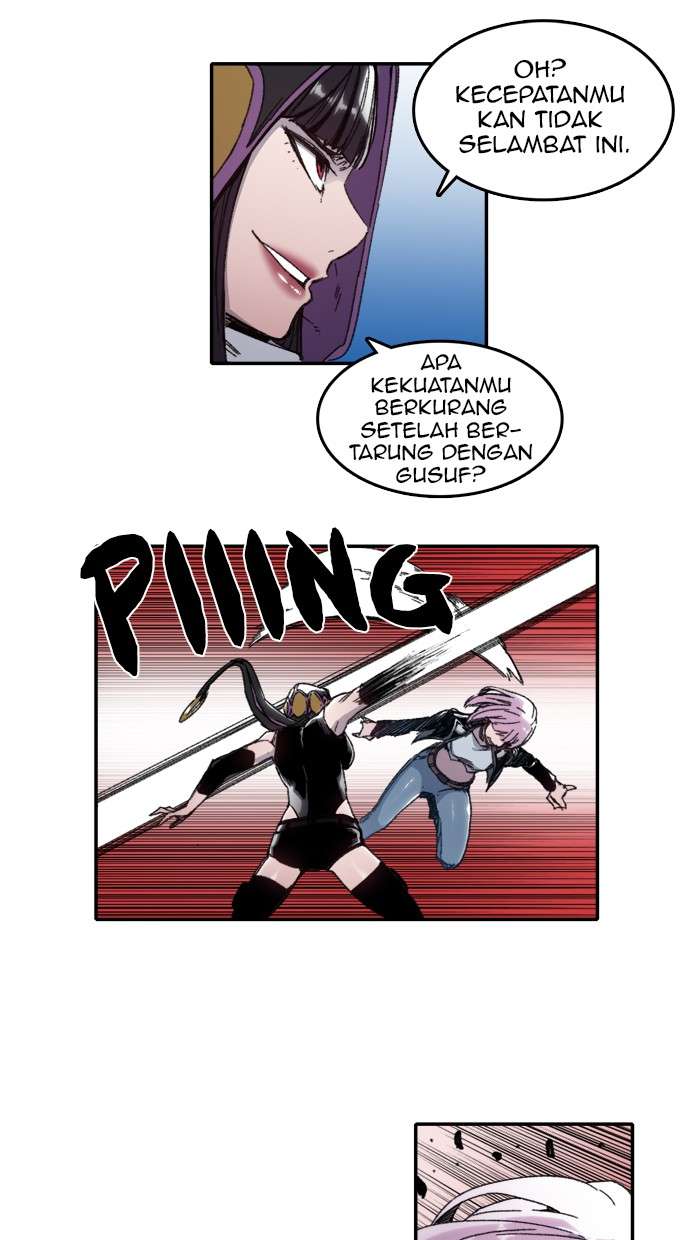 OH?
KECEPATANMU
KAN TIDAK
SELAMBAT INI.
APA
KEKUATANMU
BERKURANG
SETELAH BER-
TARUNG DENGAN
GUSUF?
PIIING